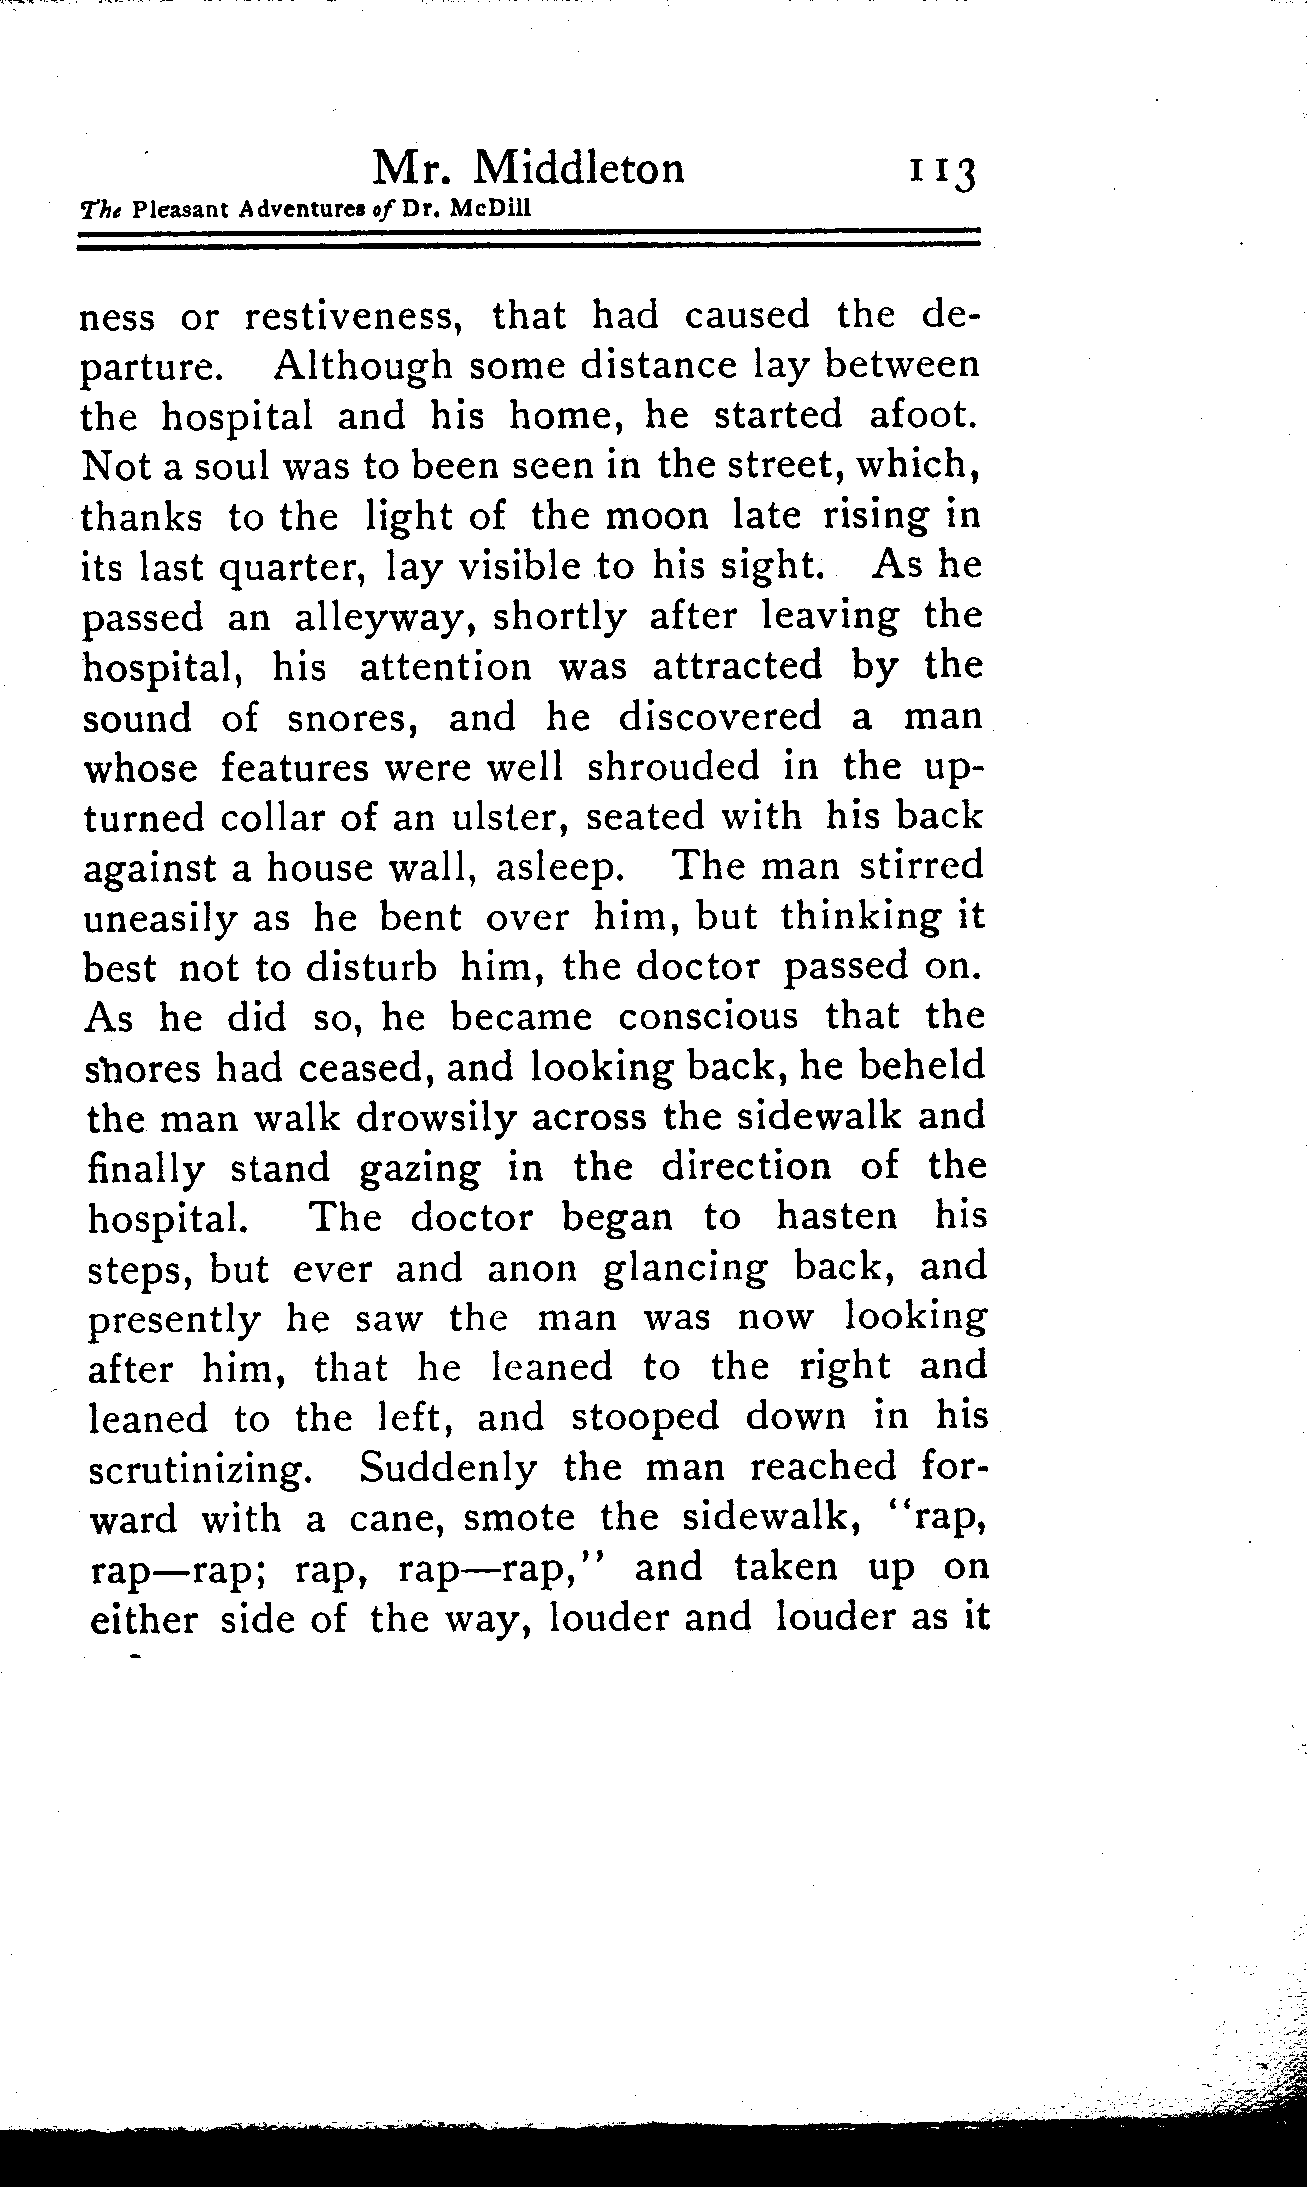 Mr. Middleton 113
The Pleasant Adventures of Dr. McDill
ness or restiveness, that had caused the de-
parture. Although some distance lay between
the hospital and his home, he started afoot.
Not a soul was to been seen in the street, which,
thanks to the light of the moon late rising in
its last quarter, lay visible to his sight. As he
passed an alleyway, shortly after leaving the
hospital, his attention was attracted by the
sound of snores, and he discovered a man
whose features were well shrouded in the up-
turned collar of an ulster, seated with his back
against a house wall, asleep. The man stirred
uneasily as he bent over him, but thinking it
best not to disturb him, the doctor passed on.
As he did so, he became conscious that the
snores had ceased, and looking back, he beheld
the man walk drowsily across the sidewalk and
finally stand gazing in the direction of the
hospital. The doctor began to hasten his
steps, but ever and anon glancing back, and
presently he saw the man was now looking
after him, that he leaned to the right and
leaned to the left, and stooped down in his
scrutinizing. Suddenly the man reached for-
ward with a cane, smote the sidewalk, "rap,
rap—rap; rap, rap—rap," and taken up on
either side of the way, louder and louder as it